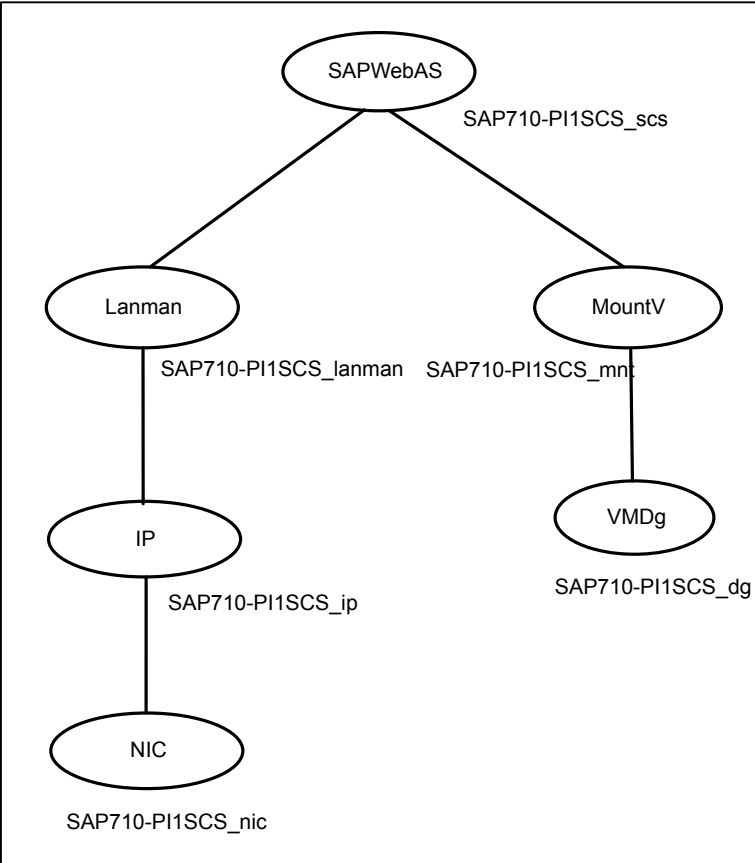 SAPWebAS
SAP710-PI1SCS_scs
Lanman
MountV
SAP710-PI1SCS_lanman
SAP710-PI1SCS_mnt
IP
VMDg
SAP710-PI1SCS_ip
SAP710-PI1SCS_dg
NIC
SAP710-PI1SCS_nic